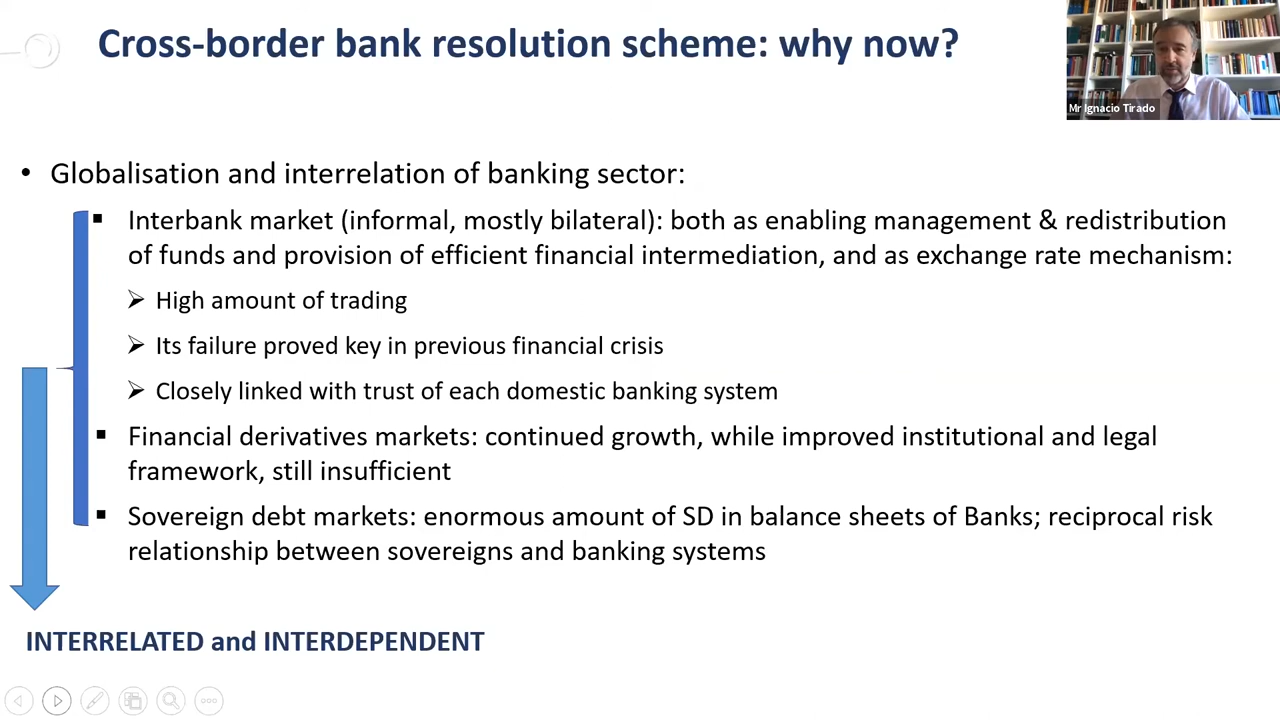 Cross-border bank resolution scheme: why now?
Mr Ignacio Tirado
• Globalisation and interrelation of banking sector:
▪ Interbank market (informal, mostly bilateral): both as enabling management & redistribution
of funds and provision of efficient financial intermediation, and as exchange rate mechanism:
➢ High amount of trading
➢ Its failure proved key in previous financial crisis
➢ Closely linked with trust of each domestic banking system
▪ Financial derivatives markets: continued growth, while improved institutional and legal
framework, still insufficient
▪ Sovereign debt markets: enormous amount of SD in balance sheets of Banks; reciprocal risk
relationship between sovereigns and banking systems
INTERRELATED and INTERDEPENDENT